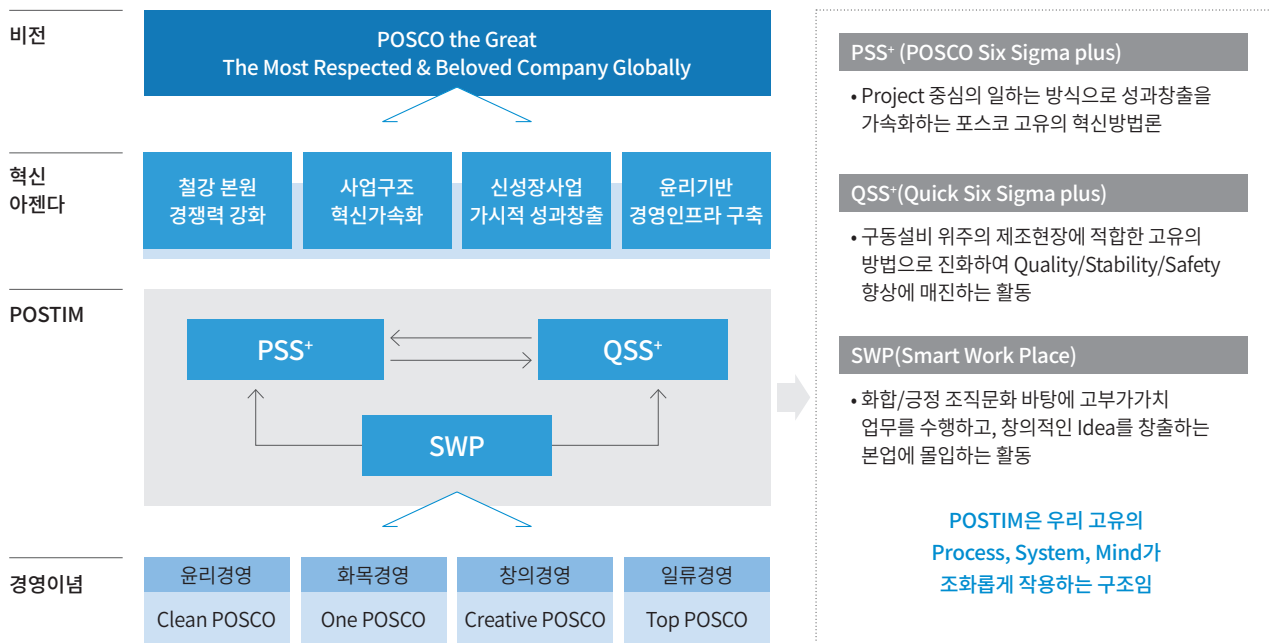 비전
POSCO the Great
The Most Respected & Beloved Company Globally
혁신
아젠다
철강 본원
경쟁력 강화
사업구조
혁신가속화
신성장사업
가시적 성과창출
윤리기반
경영인프라 구축
POSTIM
PSS+
QSS+
SWP
경영이념
윤리경영
Clean POSCO
화목경영
One POSCO
창의경영
Creative POSCO
일류경영
Top POSCO
PSS+ (POSCO Six Sigma plus)
• Project 중심의 일하는 방식으로 성과창출을
가속화하는 포스코 고유의 혁신방법론
QSS+(Quick Six Sigma plus)
• 구동설비 위주의 제조현장에 적합한 고유의
방법으로 진화하여 Quality/Stability/Safety
향상에 매진하는 활동
SWP(Smart Work Place)
• 화합/긍정 조직문화 바탕에 고부가가치
업무를 수행하고, 창의적인 Idea를 창출하는
본업에 몰입하는 활동
POSTIM은 우리 고유의
Process, System, Mind가
조화롭게 작용하는 구조임